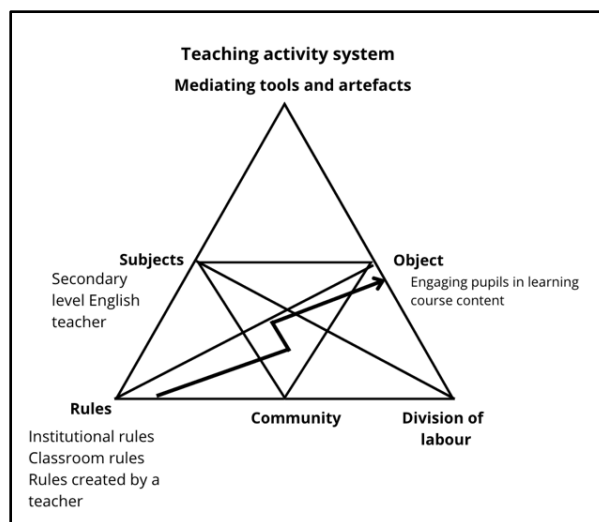 Teaching activity system
Mediating tools and artefacts
Subjects
Secondary
level English
teacher
Object
Engaging pupils in learning
course content
Rules
Institutional rules
Classroom rules
Rules created by a
teacher
Community
Division of
labour